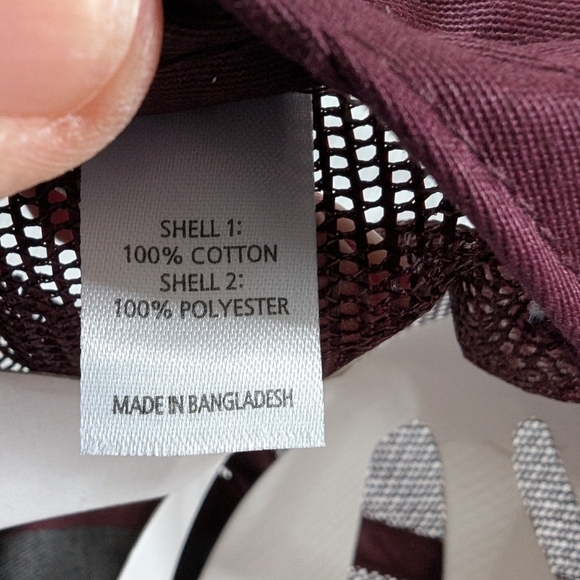 SHELL 1:
100% COTTON
SHELL 2:
100% POLYESTER
MADE IN BANGLADESH